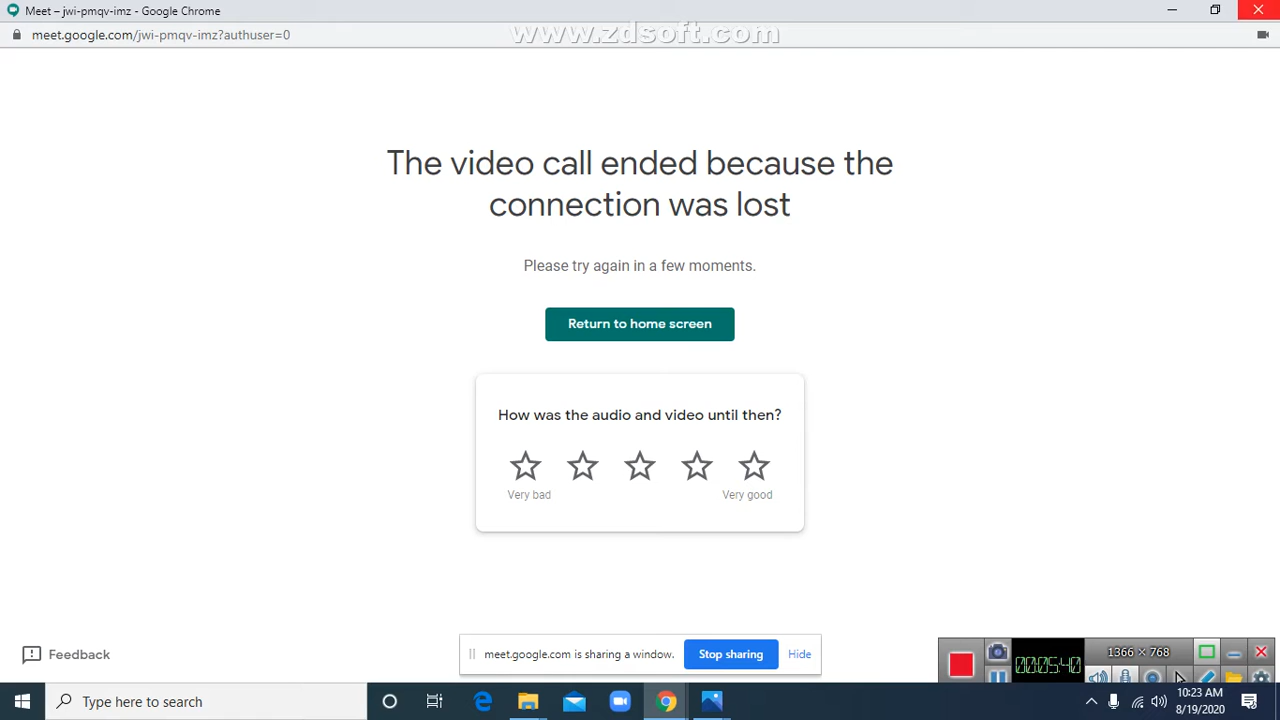 Meet – jwi-pmqv-imz - Google Chrome
meet.google.com/jwi-pmqv-imz?authuser=0
www.zdsoft.com
The video call ended because the
connection was lost
Please try again in a few moments.
Return to home screen
How was the audio and video until then?
Very bad
Very good
Feedback
meet.google.com is sharing a window.
Stop sharing
Hide
00:05:40
1366 × 768
Type here to search
10:23 AM
8/19/2020